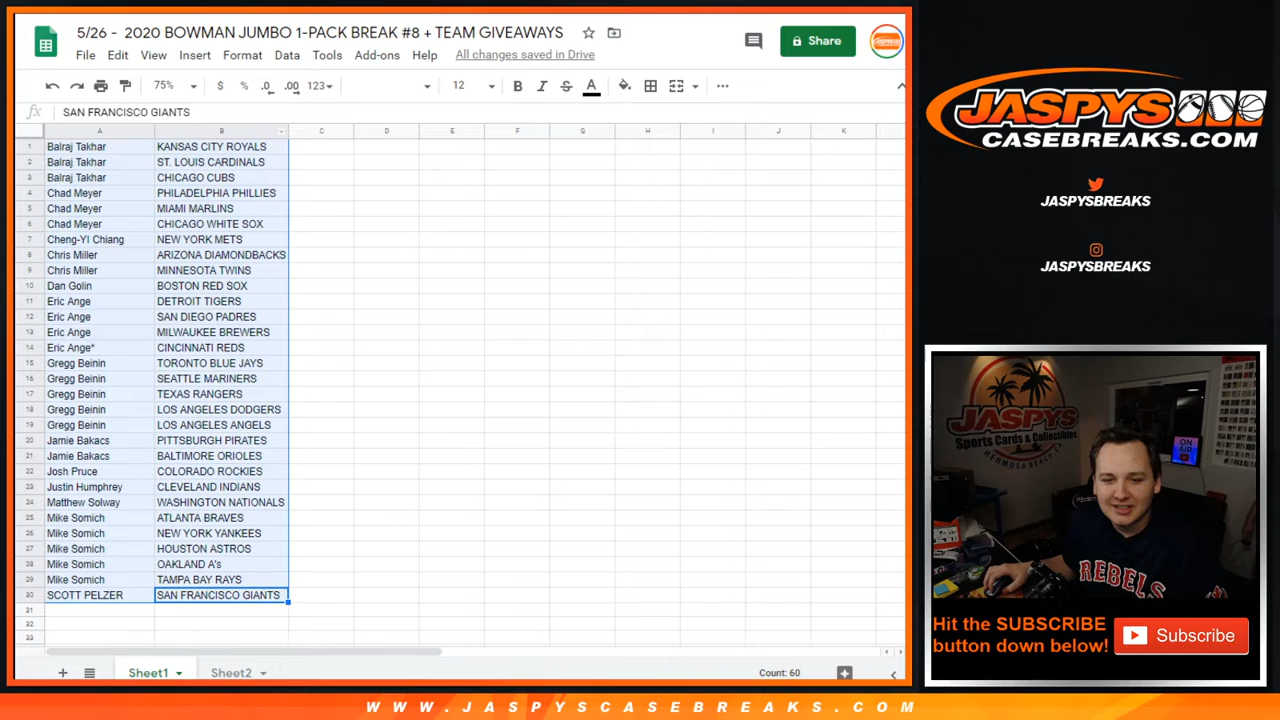 5/26 - 2020 BOWMAN JUMBO 1-PACK BREAK #8 + TEAM GIVEAWAYS
File Edit View Insert Format Data Tools Add-ons Help All changes saved in Drive
Share
75% $ % .0 .00 123 12 B I S A ...
fx SAN FRANCISCO GIANTS
A B C D E F G H I J K
1 Balraj Takhar KANSAS CITY ROYALS
2 Balraj Takhar ST. LOUIS CARDINALS
3 Balraj Takhar CHICAGO CUBS
4 Chad Meyer PHILADELPHIA PHILLIES
5 Chad Meyer MIAMI MARLINS
6 Chad Meyer CHICAGO WHITE SOX
7 Cheng-YI Chiang NEW YORK METS
8 Chris Miller ARIZONA DIAMONDBACKS
9 Chris Miller MINNESOTA TWINS
10 Dan Golin BOSTON RED SOX
11 Eric Ange DETROIT TIGERS
12 Eric Ange SAN DIEGO PADRES
13 Eric Ange MILWAUKEE BREWERS
14 Eric Ange* CINCINNATI REDS
15 Gregg Beinin TORONTO BLUE JAYS
16 Gregg Beinin SEATTLE MARINERS
17 Gregg Beinin TEXAS RANGERS
18 Gregg Beinin LOS ANGELES DODGERS
19 Gregg Beinin LOS ANGELES ANGELS
20 Jamie Bakacs PITTSBURGH PIRATES
21 Jamie Bakacs BALTIMORE ORIOLES
22 Josh Pruce COLORADO ROCKIES
23 Justin Humphrey CLEVELAND INDIANS
24 Matthew Solway WASHINGTON NATIONALS
25 Mike Somich ATLANTA BRAVES
26 Mike Somich NEW YORK YANKEES
27 Mike Somich HOUSTON ASTROS
28 Mike Somich OAKLAND A's
29 Mike Somich TAMPA BAY RAYS
30 SCOTT PELZER SAN FRANCISCO GIANTS
31
32
33
Sheet1 Sheet2 Count: 60
JASPYS
CASEBREAKS.COM
JASPYSBREAKS
JASPYSBREAKS
JASPYS
Sports Cards & Collectibles
HERMOSA BEACH, CA
ON AIR
REBELS
Hit the SUBSCRIBE
button down below!
Subscribe
WWW.JASPYSCASEBREAKS.COM